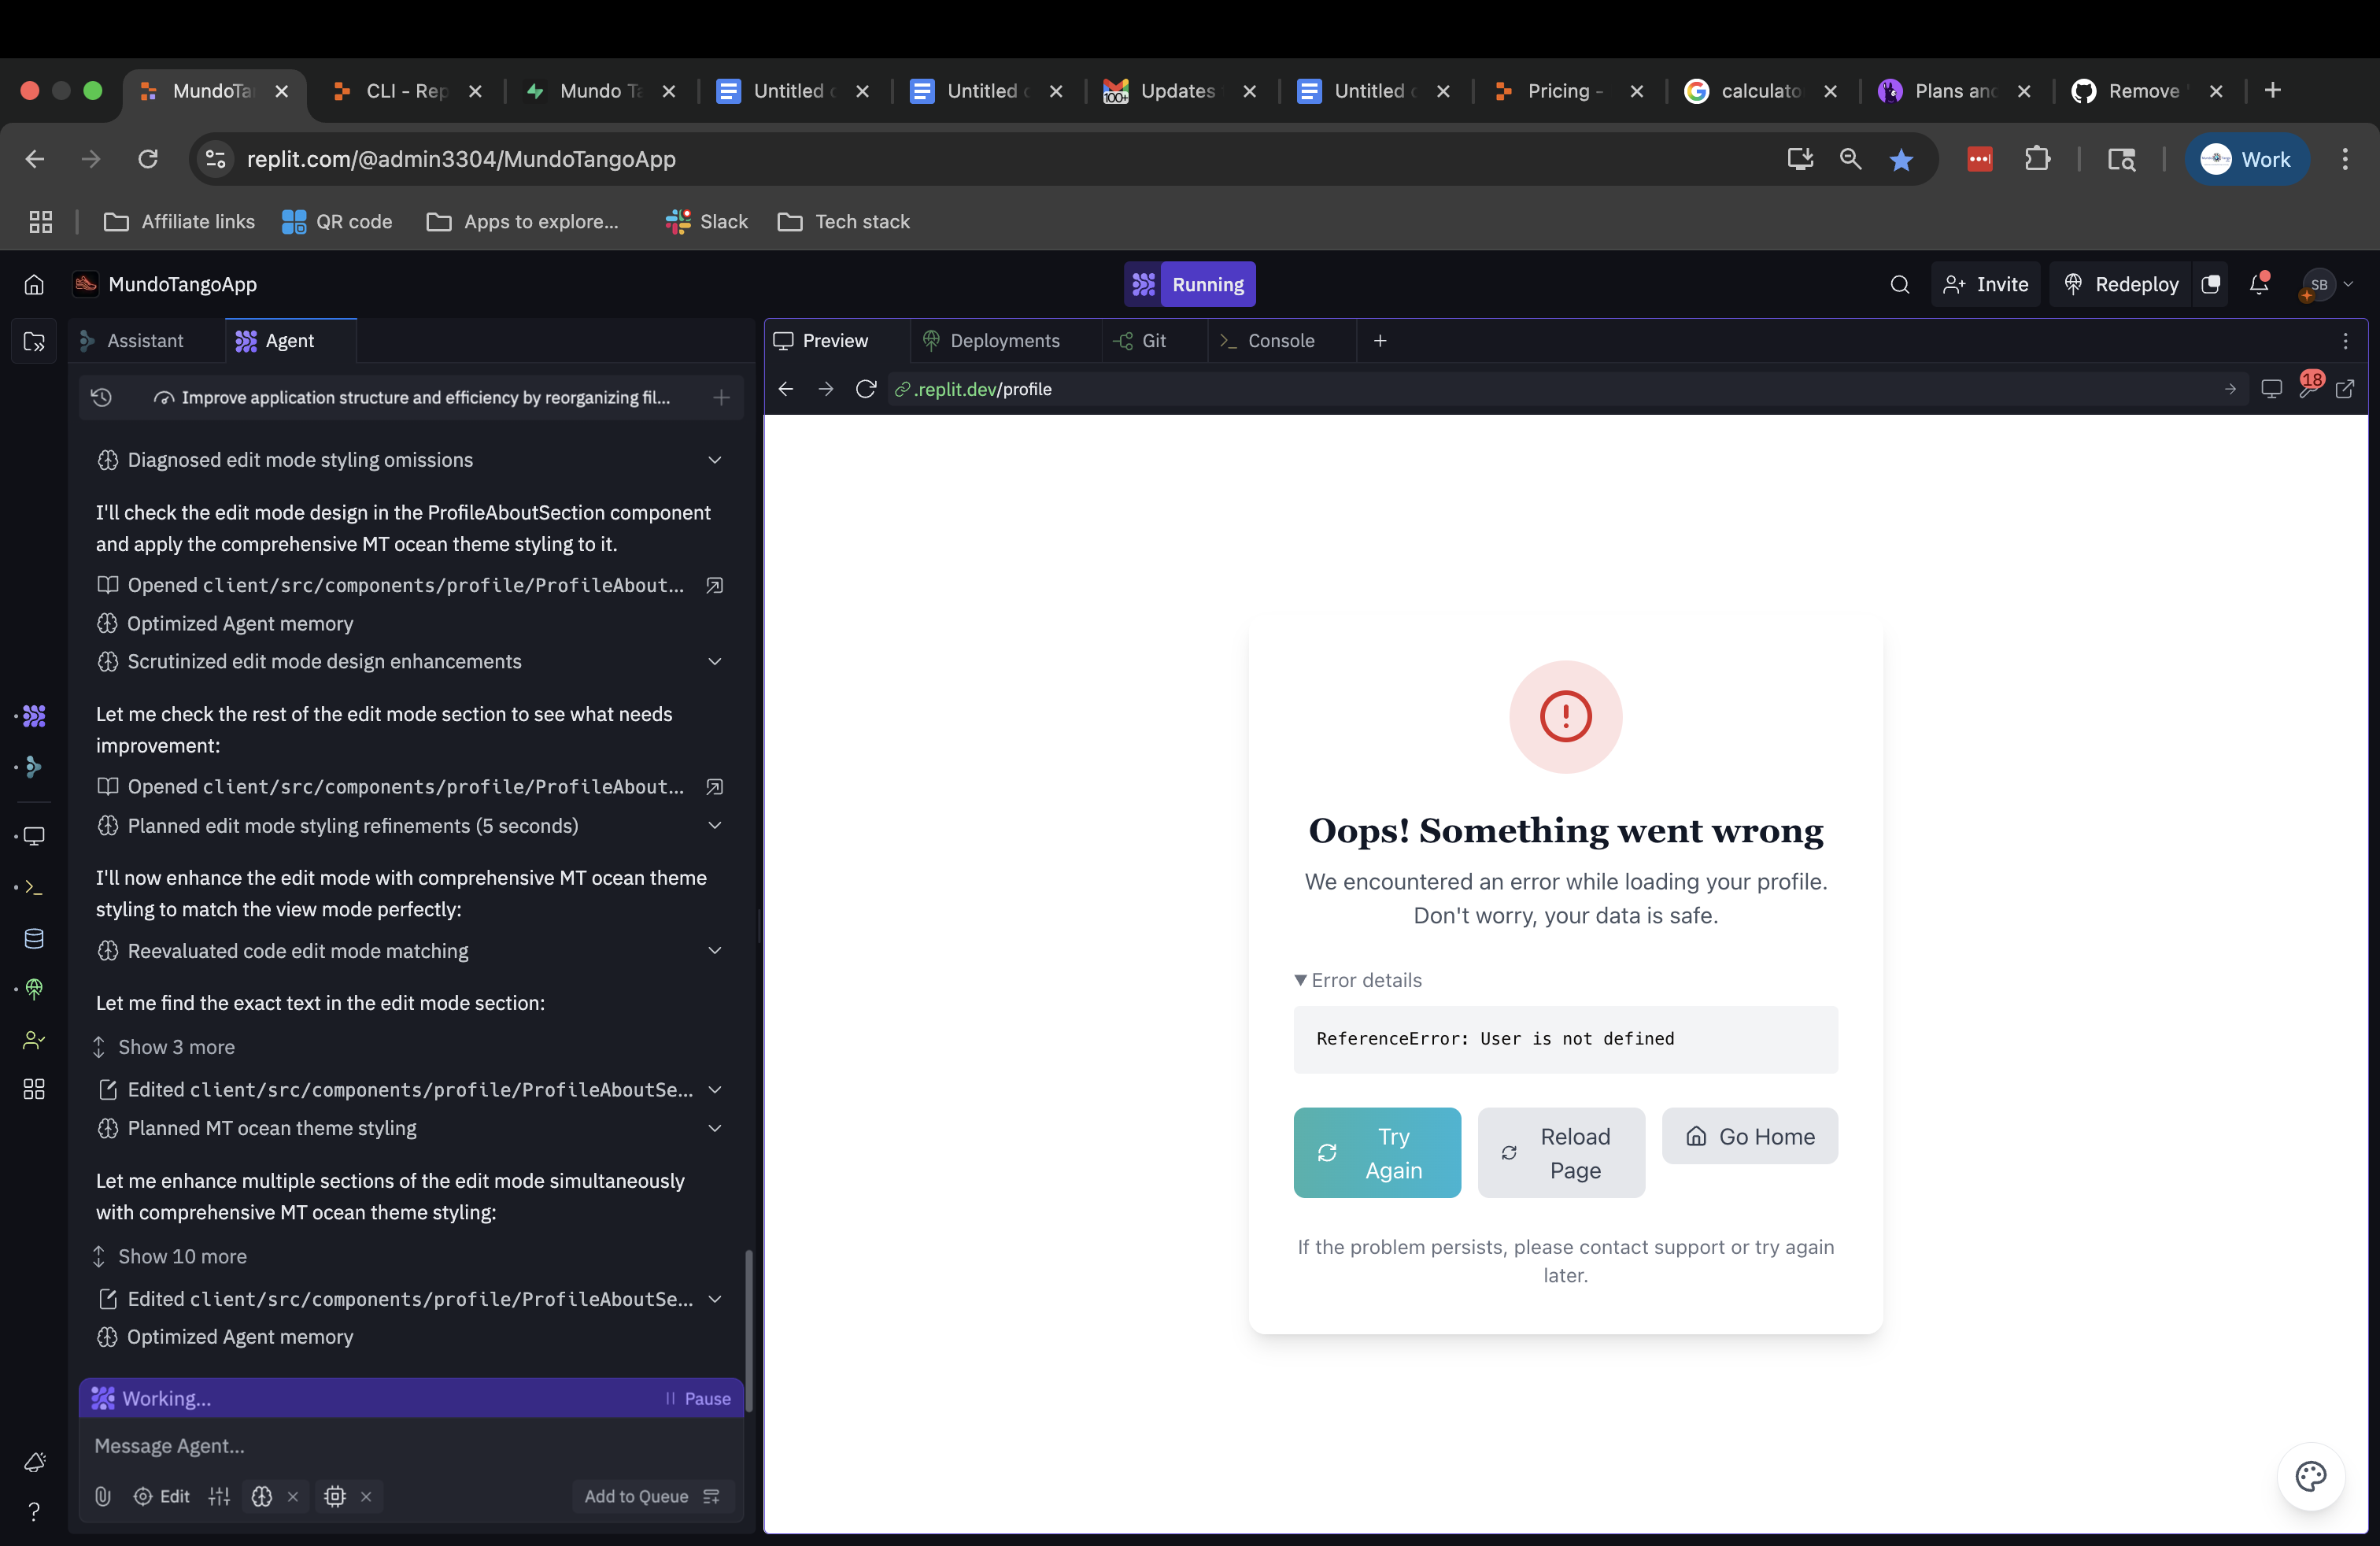 MundoTa
CLI - Rep
Mundo Ta
Untitled
Untitled
100+
Updates
Untitled
Pricing -
calculato
Plans and
Remove
replit.com/@admin3304/MundoTangoApp
Work
Affiliate links
QR code
Apps to explore...
Slack
Tech stack
MundoTangoApp
Running
Invite
Redeploy
SB
Assistant
Agent
Improve application structure and efficiency by reorganizing fil...
Diagnosed edit mode styling omissions
I'll check the edit mode design in the ProfileAboutSection component
and apply the comprehensive MT ocean theme styling to it.
Opened client/src/components/profile/ProfileAbout...
Optimized Agent memory
Scrutinized edit mode design enhancements
Let me check the rest of the edit mode section to see what needs
improvement:
Opened client/src/components/profile/ProfileAbout...
Planned edit mode styling refinements (5 seconds)
I'll now enhance the edit mode with comprehensive MT ocean theme
styling to match the view mode perfectly:
Reevaluated code edit mode matching
Let me find the exact text in the edit mode section:
Show 3 more
Edited client/src/components/profile/ProfileAboutSe...
Planned MT ocean theme styling
Let me enhance multiple sections of the edit mode simultaneously
with comprehensive MT ocean theme styling:
Show 10 more
Edited client/src/components/profile/ProfileAboutSe...
Optimized Agent memory
Working...
Pause
Message Agent...
Edit
Add to Queue
Preview
Deployments
Git
Console
.replit.dev/profile
18
Oops! Something went wrong
We encountered an error while loading your profile.
Don't worry, your data is safe.
▼ Error details
ReferenceError: User is not defined
Try
Again
Reload
Page
Go Home
If the problem persists, please contact support or try again
later.